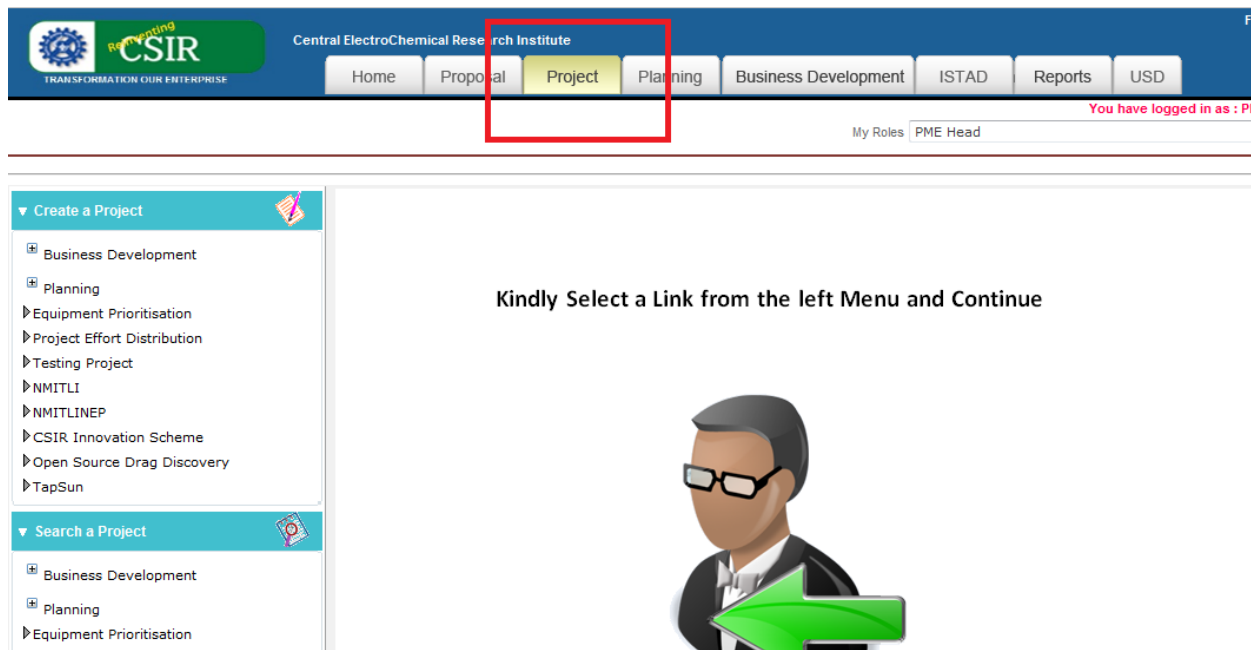 Reinventing
CSIR
TRANSFORMATION OUR ENTERPRISE
Central ElectroChemical Research Institute
Home Proposal Project Planning Business Development ISTAD Reports USD
You have logged in as :
My Roles PME Head
Create a Project
Business Development
Planning
Equipment Prioritisation
Project Effort Distribution
Testing Project
NMITLI
NMITLINEP
CSIR Innovation Scheme
Open Source Drag Discovery
TapSun
Kindly Select a Link from the left Menu and Continue
Search a Project
Business Development
Planning
Equipment Prioritisation